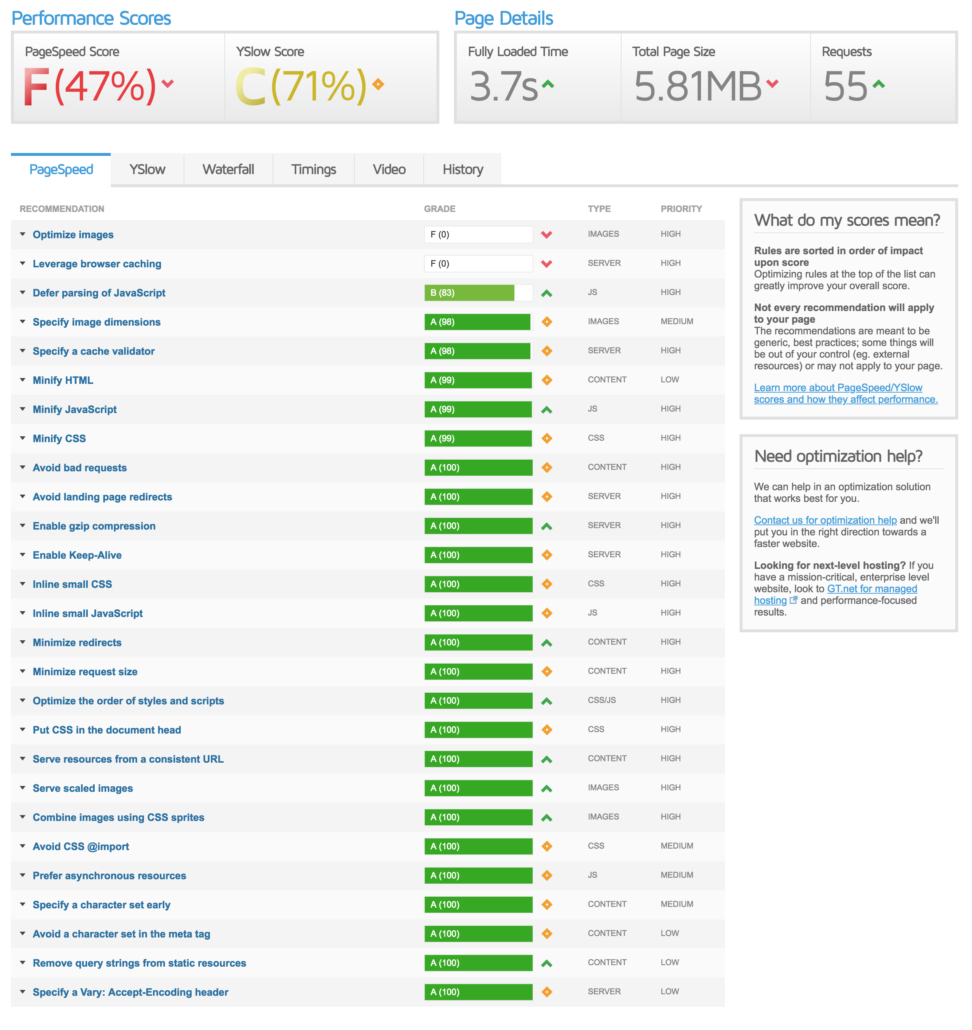 Performance Scores
Page Details
PageSpeed Score
YSlow Score
F(47%)
C(71%)
Fully Loaded Time
Total Page Size
Requests
3.7s
5.81MB
55
PageSpeed
YSlow
Waterfall
Timings
Video
History
RECOMMENDATION GRADE TYPE PRIORITY
Optimize images F (0) IMAGES HIGH
Leverage browser caching F (0) SERVER HIGH
Defer parsing of JavaScript B (83) JS HIGH
Specify image dimensions A (98) IMAGES MEDIUM
Specify a cache validator A (98) SERVER HIGH
Minify HTML A (99) CONTENT LOW
Minify JavaScript A (99) JS HIGH
Minify CSS A (99) CSS HIGH
Avoid bad requests A (100) CONTENT HIGH
Avoid landing page redirects A (100) SERVER HIGH
Enable gzip compression A (100) SERVER HIGH
Enable Keep-Alive A (100) SERVER HIGH
Inline small CSS A (100) CSS HIGH
Inline small JavaScript A (100) JS HIGH
Minimize redirects A (100) CONTENT HIGH
Minimize request size A (100) CONTENT HIGH
Optimize the order of styles and scripts A (100) CSS/JS HIGH
Put CSS in the document head A (100) CSS HIGH
Serve resources from a consistent URL A (100) CONTENT HIGH
Serve scaled images A (100) IMAGES HIGH
Combine images using CSS sprites A (100) IMAGES HIGH
Avoid CSS @import A (100) CSS MEDIUM
Prefer asynchronous resources A (100) JS MEDIUM
Specify a character set early A (100) CONTENT MEDIUM
Avoid a character set in the meta tag A (100) CONTENT LOW
Remove query strings from static resources A (100) CONTENT LOW
Specify a Vary: Accept-Encoding header A (100) SERVER LOW
What do my scores mean?
Rules are sorted in order of impact
upon score
Optimizing rules at the top of the list can
greatly improve your overall score.
Not every recommendation will apply
to your page
The recommendations are meant to be
generic, best practices; some things will
be out of your control (eg. external
resources) or may not apply to your page.
Learn more about PageSpeed/YSlow
scores and how they affect performance.
Need optimization help?
We can help in an optimization solution
that works best for you.
Contact us for optimization help and we'll
put you in the right direction towards a
faster website.
Looking for next-level hosting? If you
have a mission-critical, enterprise level
website, look to GT.net for managed
hosting and performance-focused
results.